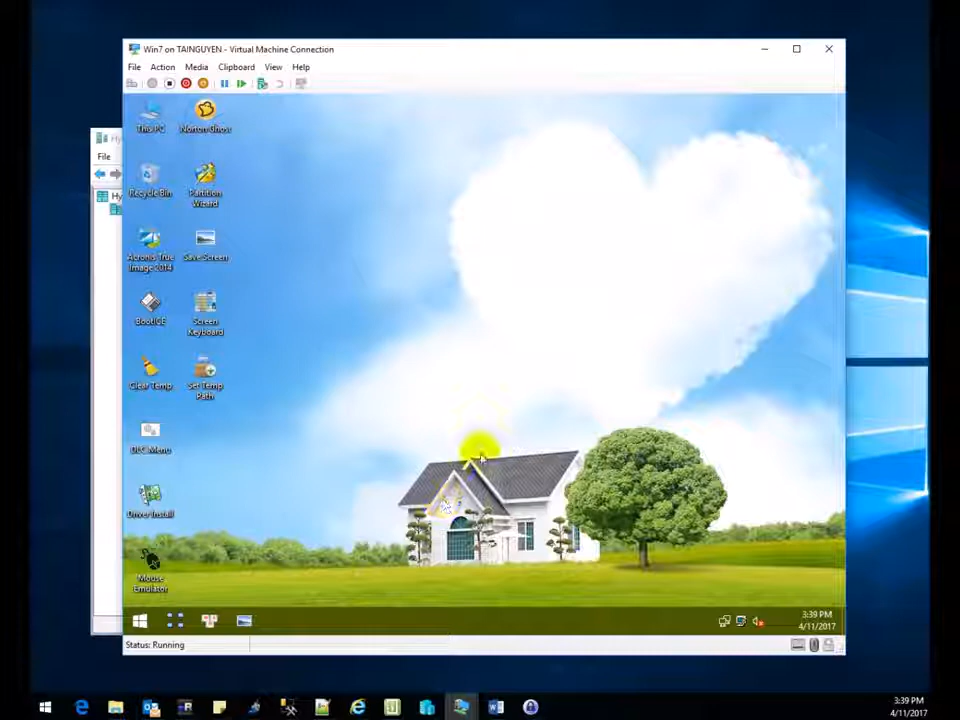 Win7 on TAINGUYEN - Virtual Machine Connection
File Action Media Clipboard View Help
This PC
Norton Ghost
Hy
File
Recycle Bin
Partition
Wizard
Hy
Acronis True
Image 2014
Save Screen
BootICE
Screen
Keyboard
Clear Temp
Set Temp
Path
DLC Menu
Driver Install
Mouse
Emulator
3:39 PM
4/11/2017
Status: Running
3:39 PM
4/11/2017